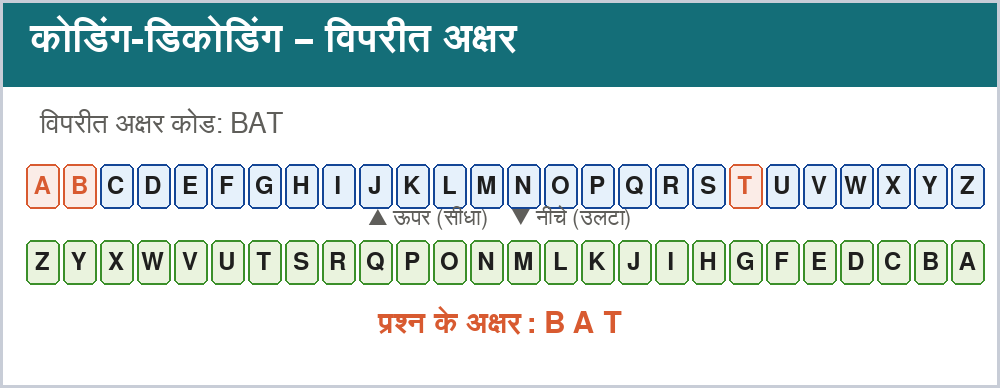 कोडिंग-डिकोडिंग – विपरीत अक्षर
विपरीत अक्षर कोड: BAT
A B C D E F G H I J K L M N O P Q R S T U V W X Y Z
▲ ऊपर (सीधा) ▼ नीचे (उलटा)
Z Y X W V U T S R Q P O N M L K J I H G F E D C B A
प्रश्न के अक्षर : B A T